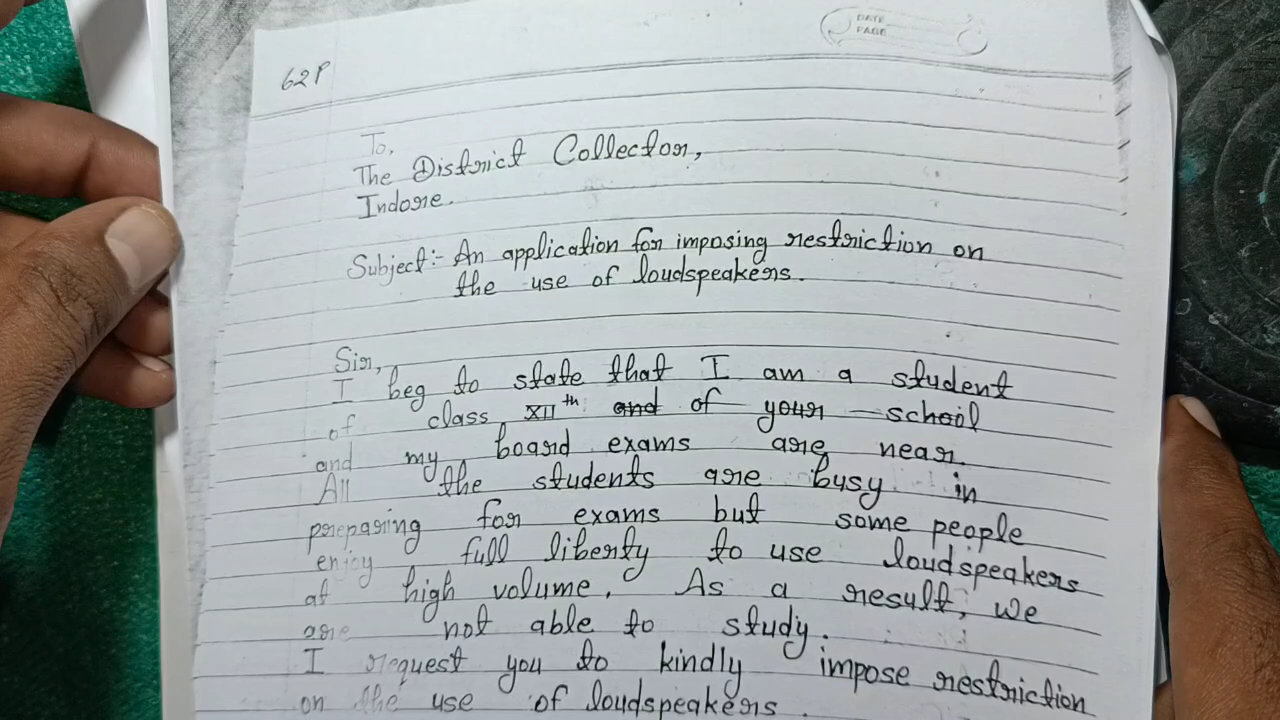 DATE
PAGE
62P
To,
The District Collector,
Indore.
Subject:- An application for imposing restriction on
the use of loudspeakers.
Sir,
I beg to state that I am a student
of class XIIth and of your school
and my board exams are near.
All the students are busy in
preparing for exams but some people
enjoy full liberty to use loudspeakers
at high volume. As a result, we
are not able to study.
I request you to kindly impose restriction
on the use of loudspeakers.